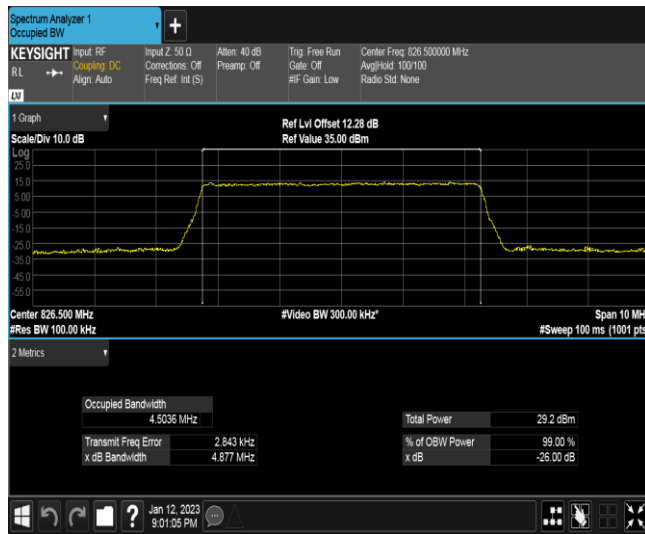 Spectrum Analyzer 1
Occupied BW
+
KEYSIGHT Input: RF Input Z: 50 Ω Atten: 40 dB Trig: Free Run Center Freq: 826.500000 MHz
RL Coupling: DC Corrections: Off Preamp: Off Gate: Off Avg|Hold: 100/100
Align: Auto Freq Ref: Int (S) #IF Gain: Low Radio Std: None
LXI
1 Graph
Ref Lvl Offset 12.28 dB
Scale/Div 10.0 dB Ref Value 35.00 dBm
Log
25.0
15.0
5.00
-5.00
-15.0
-25.0
-35.0
-45.0
-55.0
Center 826.500 MHz #Video BW 300.00 kHz* Span 10 MH
#Res BW 100.00 kHz #Sweep 100 ms (1001 pts
2 Metrics
Occupied Bandwidth
4.5036 MHz Total Power 29.2 dBm
Transmit Freq Error 2.843 kHz % of OBW Power 99.00 %
x dB Bandwidth 4.877 MHz x dB -26.00 dB
? Jan 12, 2023
9:01:05 PM